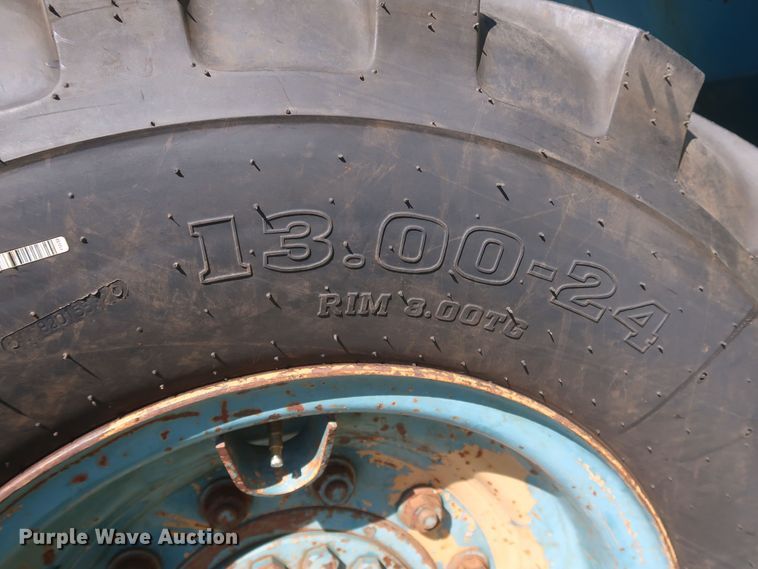 13.00-24
RIM 8.00TG
Purple Wave Auction